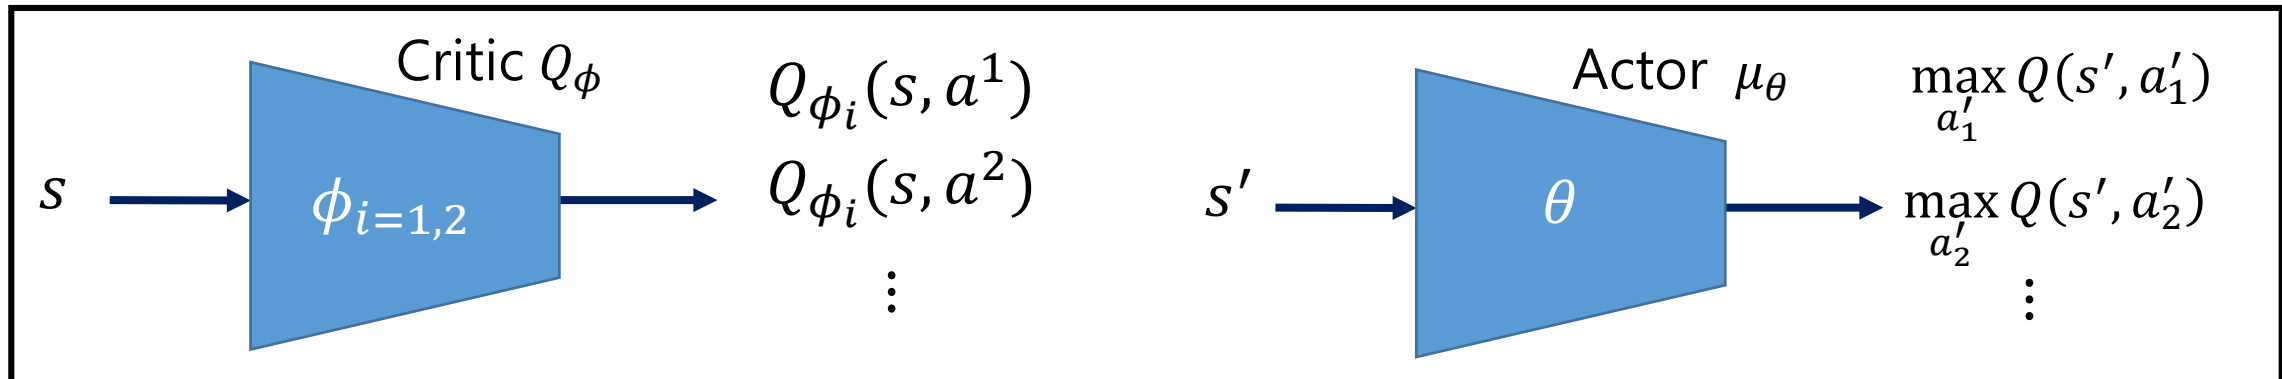 Critic Q_ϕ
s
ϕ_{i=1,2}
Q_{ϕ_i}(s, a^1)
Q_{ϕ_i}(s, a^2)
⋮
Actor μ_θ
s′
θ
max_{a′_1} Q(s′, a′_1)
max_{a′_2} Q(s′, a′_2)
⋮